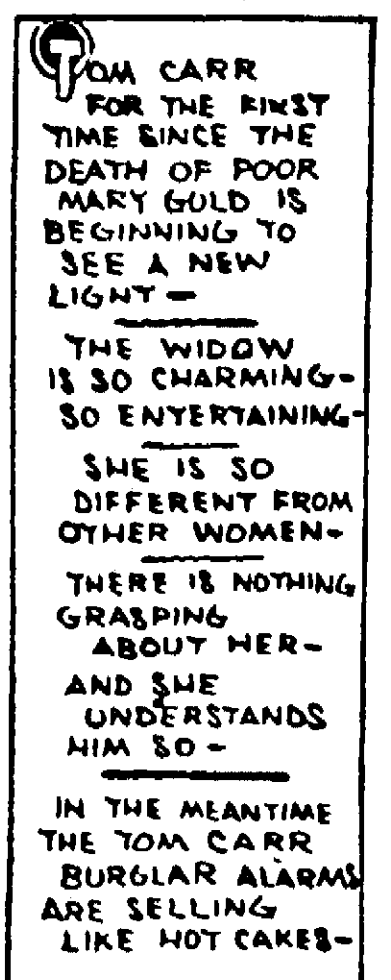 TOM CARR
FOR THE FIRST
TIME SINCE THE
DEATH OF POOR
MARY GOLD IS
BEGINNING TO
SEE A NEW
LIGHT -
THE WIDOW
IS SO CHARMING -
SO ENTERTAINING -
SHE IS SO
DIFFERENT FROM
OTHER WOMEN -
THERE IS NOTHING
GRASPING
ABOUT HER -
AND SHE
UNDERSTANDS
HIM SO -
IN THE MEANTIME
THE TOM CARR
BURGLAR ALARMS
ARE SELLING
LIKE HOT CAKES -